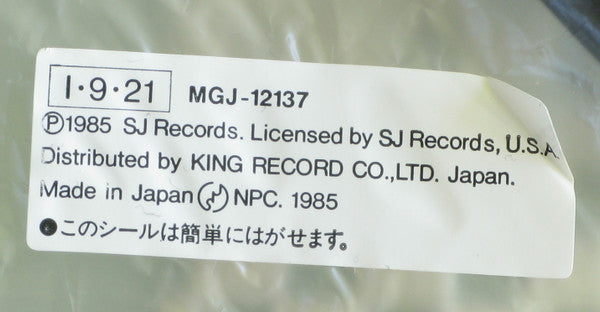 I・9・21 MGJ-12137
Ⓟ1985 SJ Records. Licensed by SJ Records, U.S.A.
Distributed by KING RECORD CO.,LTD. Japan.
Made in Japan NPC. 1985
●このシールは簡単にはがせます。